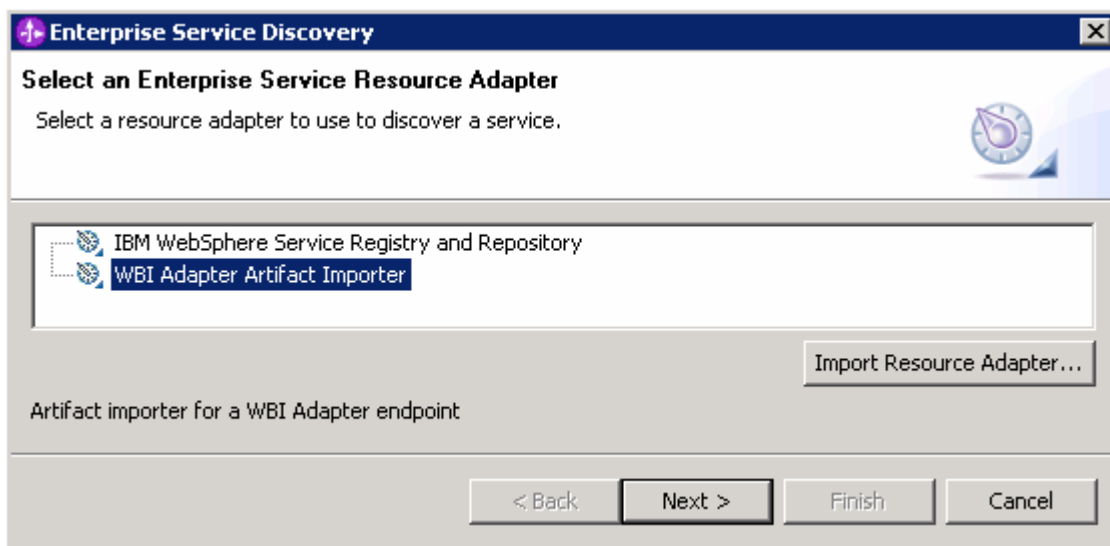 Enterprise Service Discovery
Select an Enterprise Service Resource Adapter
Select a resource adapter to use to discover a service.
IBM WebSphere Service Registry and Repository
WBI Adapter Artifact Importer
Import Resource Adapter...
Artifact importer for a WBI Adapter endpoint
< Back Next > Finish Cancel